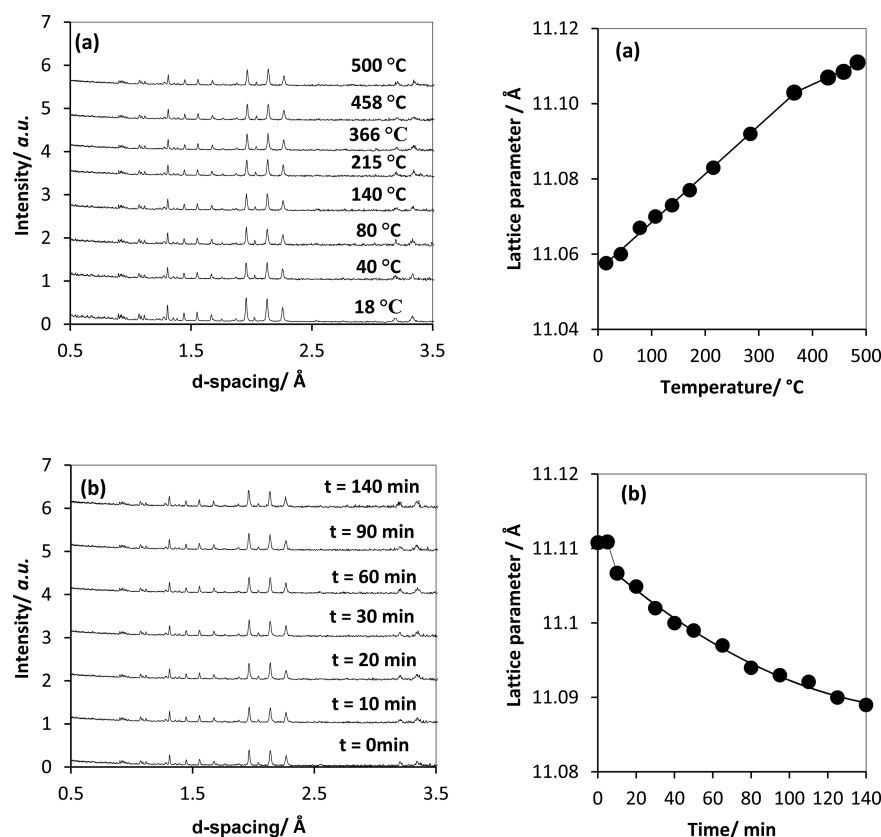 (a)
Intensity/ a.u.
7
6
5
4
3
2
1
0
500 °C
458 °C
366 °C
215 °C
140 °C
80 °C
40 °C
18 °C
0.5 1.5 2.5 3.5
d-spacing/ Å
(a)
Lattice parameter / Å
11.12
11.10
11.08
11.06
11.04
0 100 200 300 400 500
Temperature/ °C
(b)
Intensity/ a.u.
7
6
5
4
3
2
1
0
t = 140 min
t = 90 min
t = 60 min
t = 30 min
t = 20 min
t = 10 min
t = 0min
0.5 1.5 2.5 3.5
d-spacing/ Å
(b)
Lattice parameter / Å
11.12
11.11
11.1
11.09
11.08
0 20 40 60 80 100 120 140
Time/ min